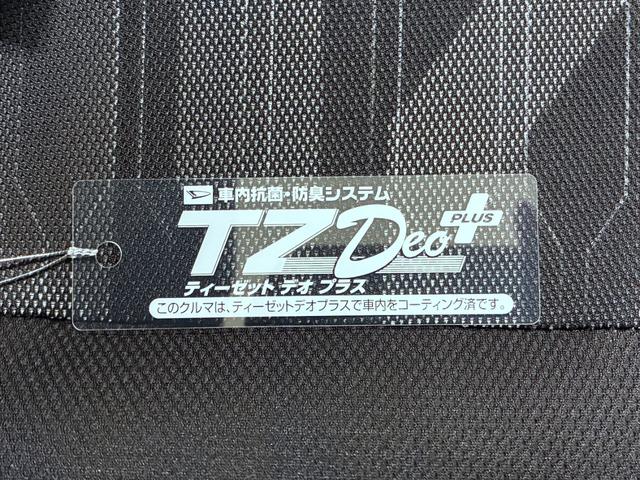 車内抗菌・防臭システム
TZ Deo PLUS
ティーゼット デオ プラス
このクルマは、ティーゼットデオプラスで車内をコーティング済です。